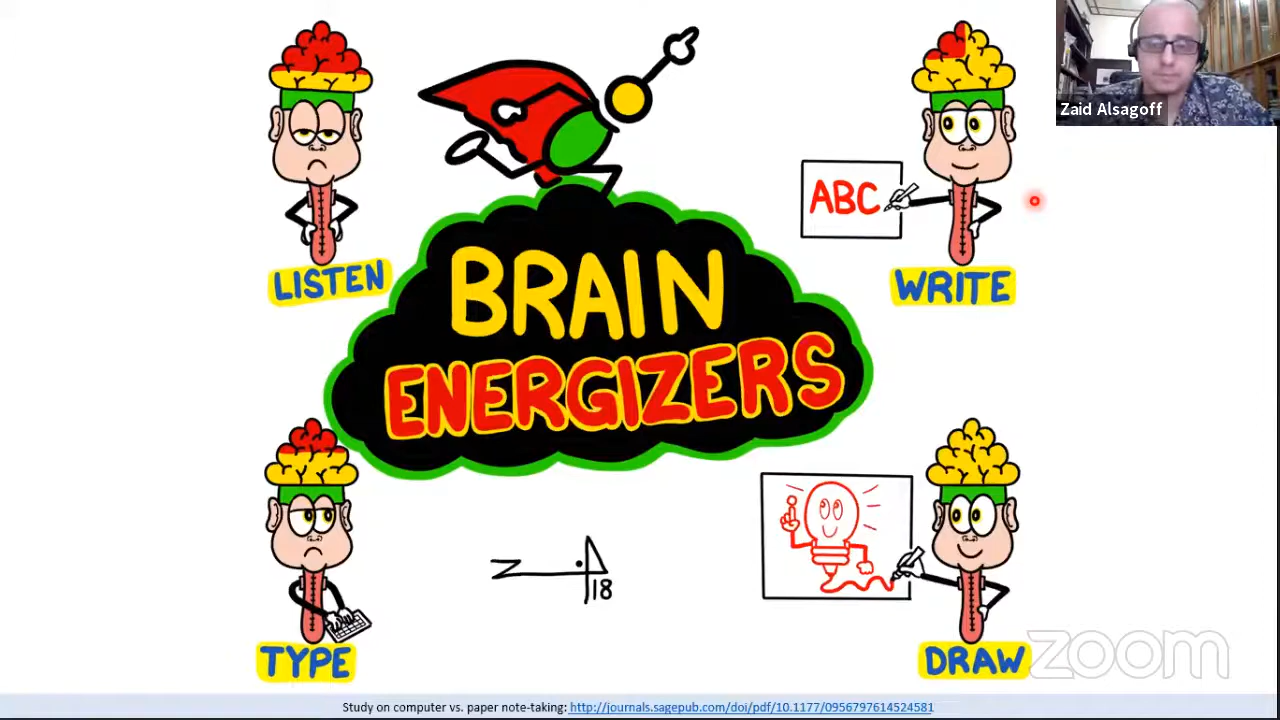 Zaid Alsagoff
ABC
LISTEN
WRITE
BRAIN
ENERGIZERS
18
TYPE
DRAW
zoom
Study on computer vs. paper note-taking: http://journals.sagepub.com/doi/pdf/10.1177/0956797614524581